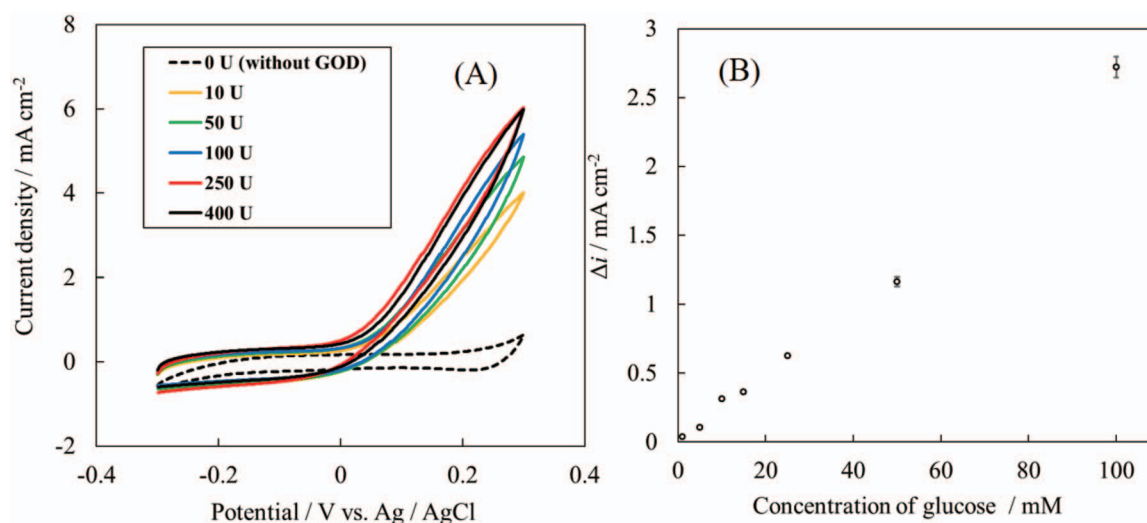 8
6
4
2
0
-2
Current density / mA cm-2
0 U (without GOD)
10 U
50 U
100 U
250 U
400 U
(A)
-0.4
-0.2
0
0.2
0.4
Potential / V vs. Ag / AgCl
3
2.5
2
1.5
1
0.5
0
Δi / mA cm-2
(B)
0
20
40
60
80
100
Concentration of glucose / mM